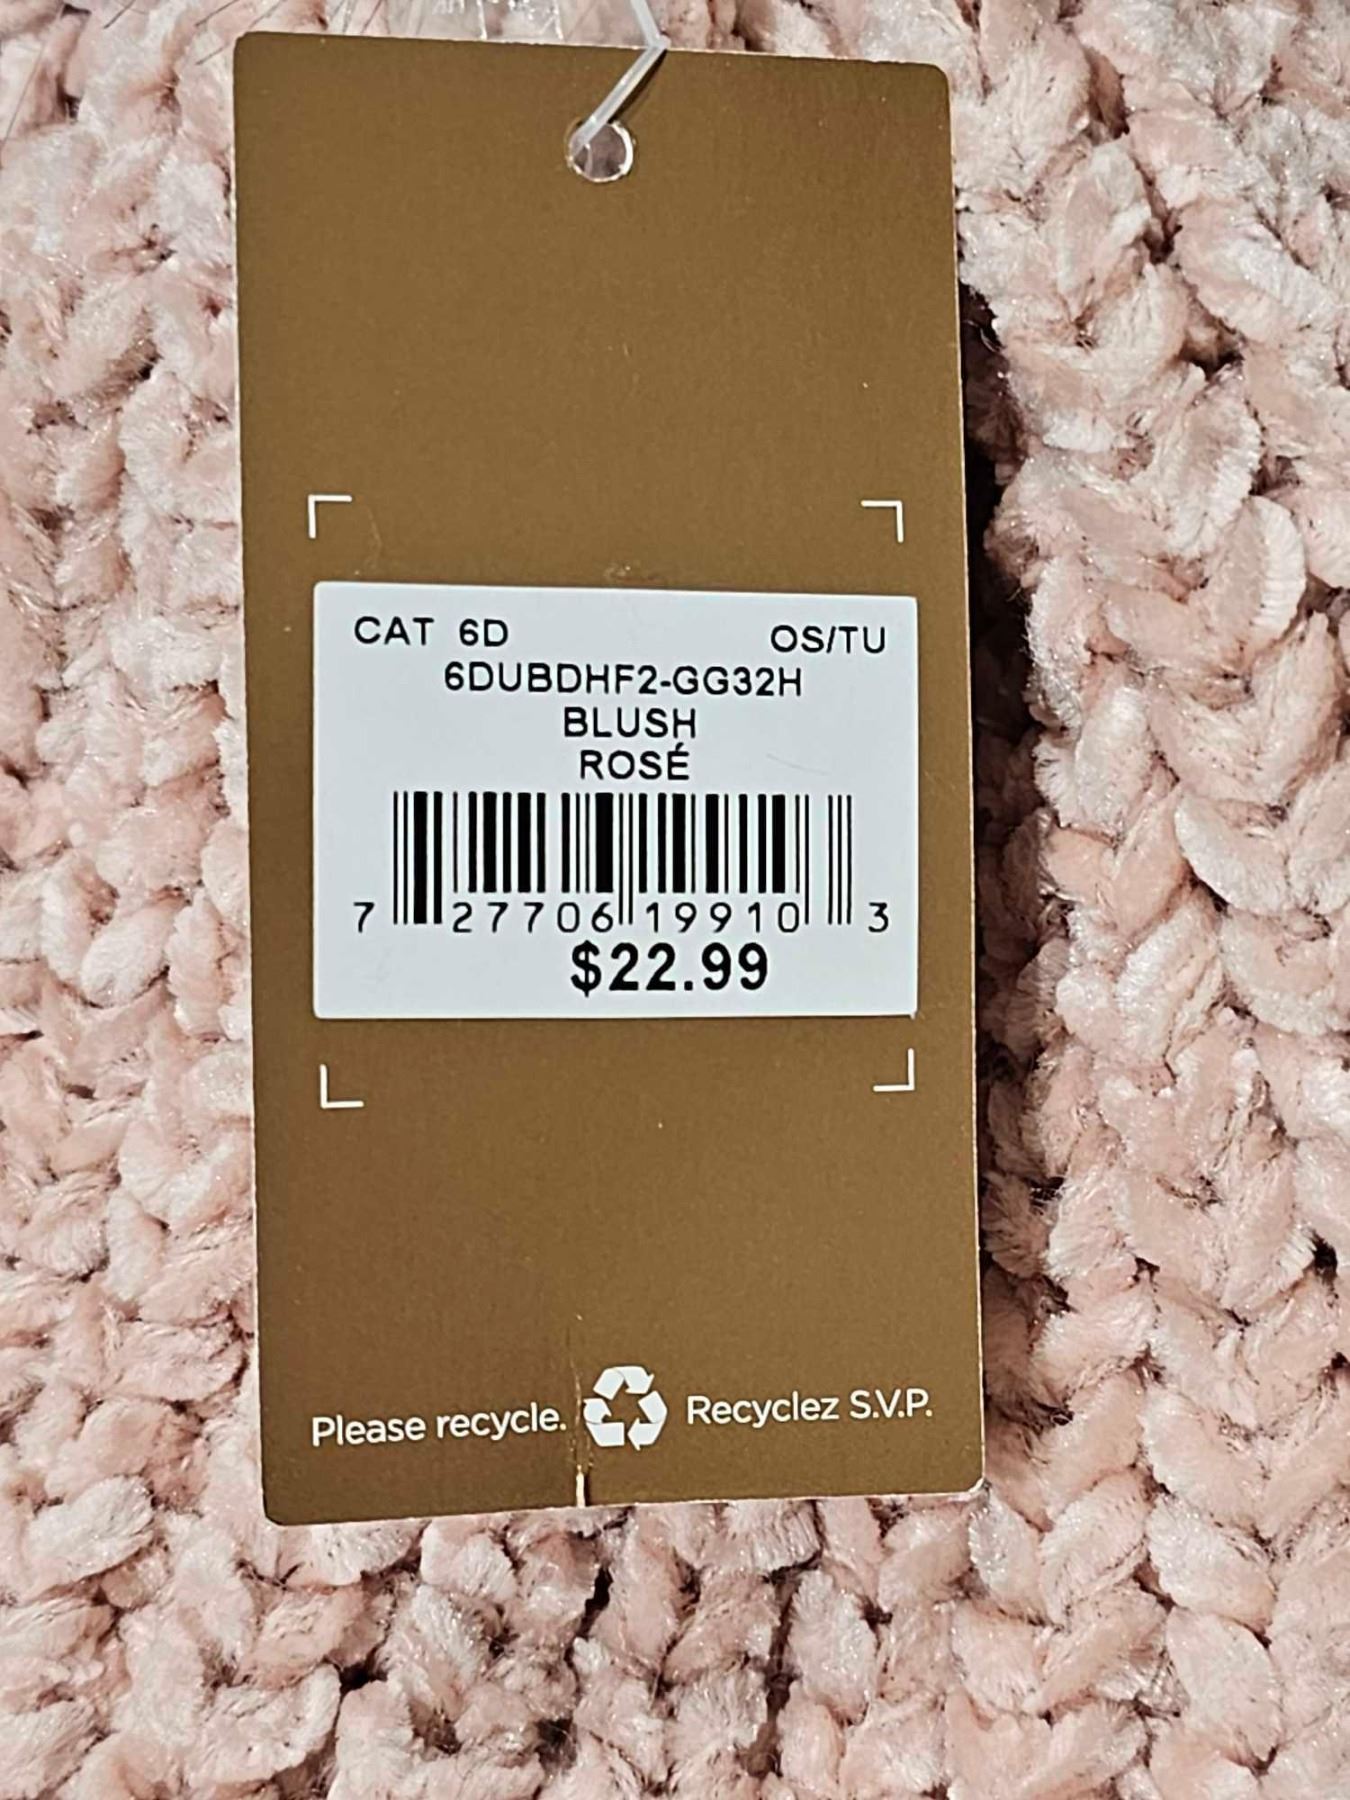 CAT 6D OS/TU
6DUBDHF2-GG32H
BLUSH
ROSÉ
7 27706 19910 3
$22.99
Please recycle. Recyclez S.V.P.